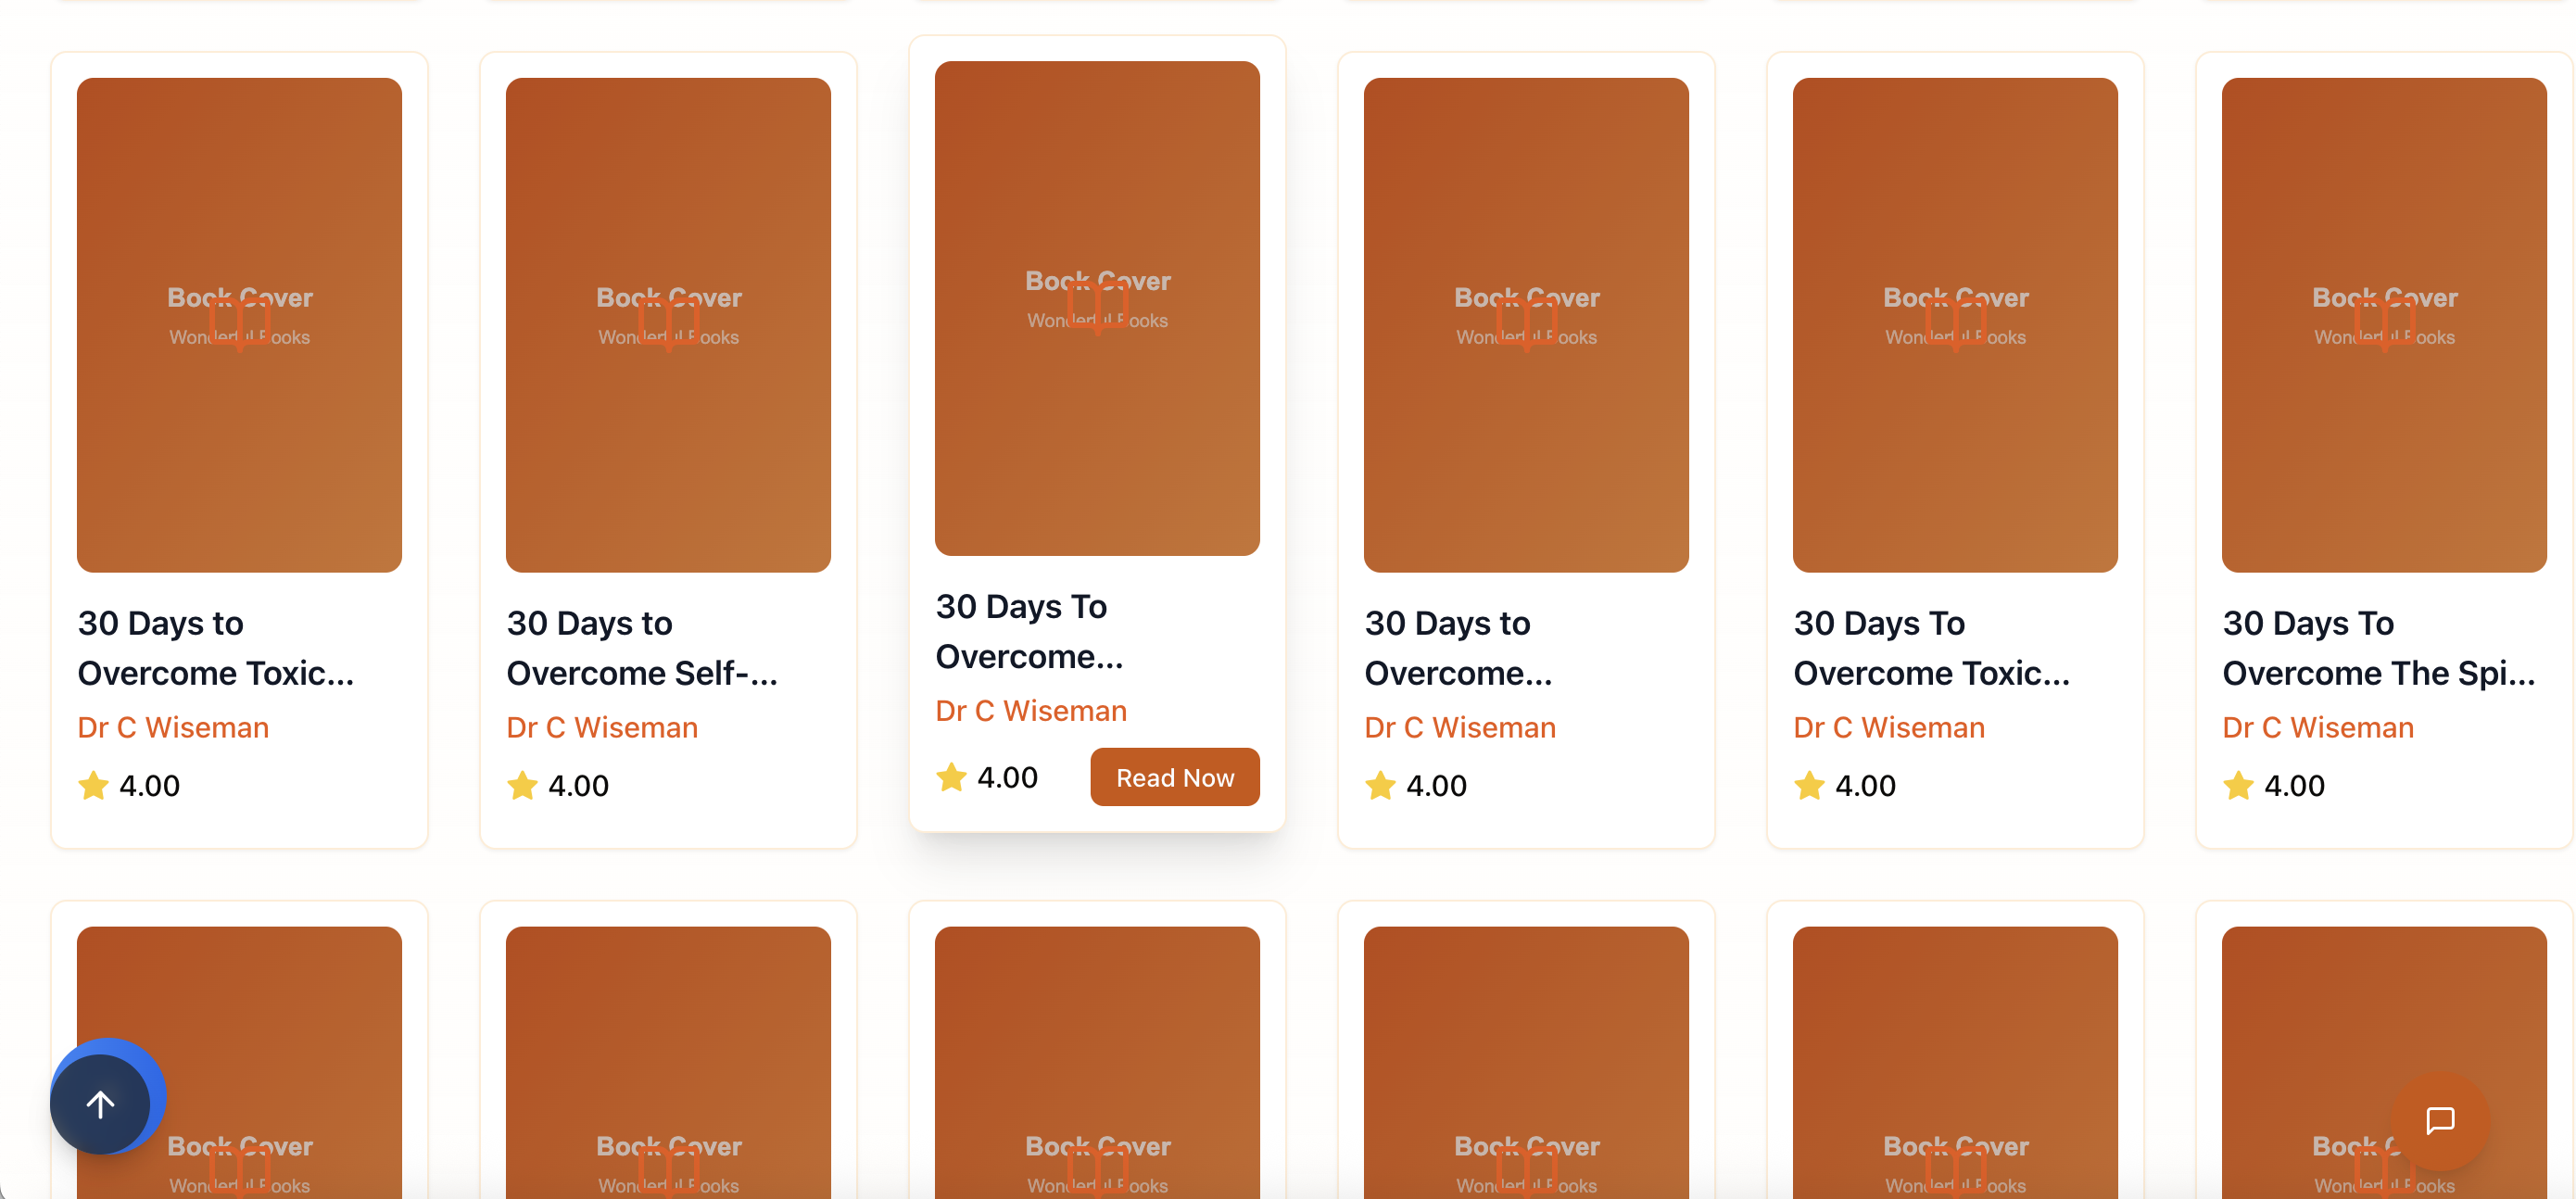 Book Cover
Wonderful Books
30 Days to
Overcome Toxic...
Dr C Wiseman
4.00
Book Cover
Wonderful Books
30 Days to
Overcome Self-...
Dr C Wiseman
4.00
Book Cover
Wonderful Books
30 Days To
Overcome...
Dr C Wiseman
4.00
Read Now
Book Cover
Wonderful Books
30 Days to
Overcome...
Dr C Wiseman
4.00
Book Cover
Wonderful Books
30 Days To
Overcome Toxic...
Dr C Wiseman
4.00
Book Cover
Wonderful Books
30 Days To
Overcome The Spi...
Dr C Wiseman
4.00
Book Cover
Wonderful Books
Book Cover
Wonderful Books
Book Cover
Wonderful Books
Book Cover
Wonderful Books
Book Cover
Wonderful Books
Book
Wonderful Books